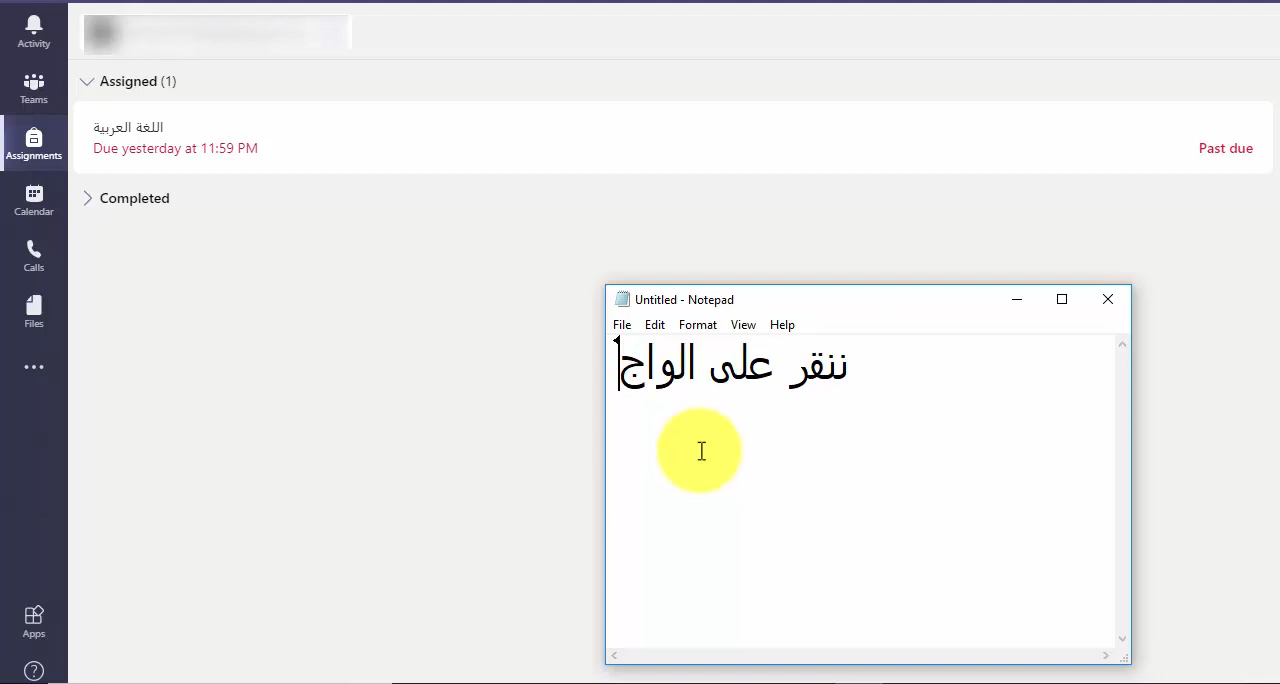 Activity
Teams
Assignments
Calendar
Calls
Files
Apps
Assigned (1)
اللغة العربية
Due yesterday at 11:59 PM
Past due
Completed
Untitled - Notepad
File Edit Format View Help
ننقر على الواج